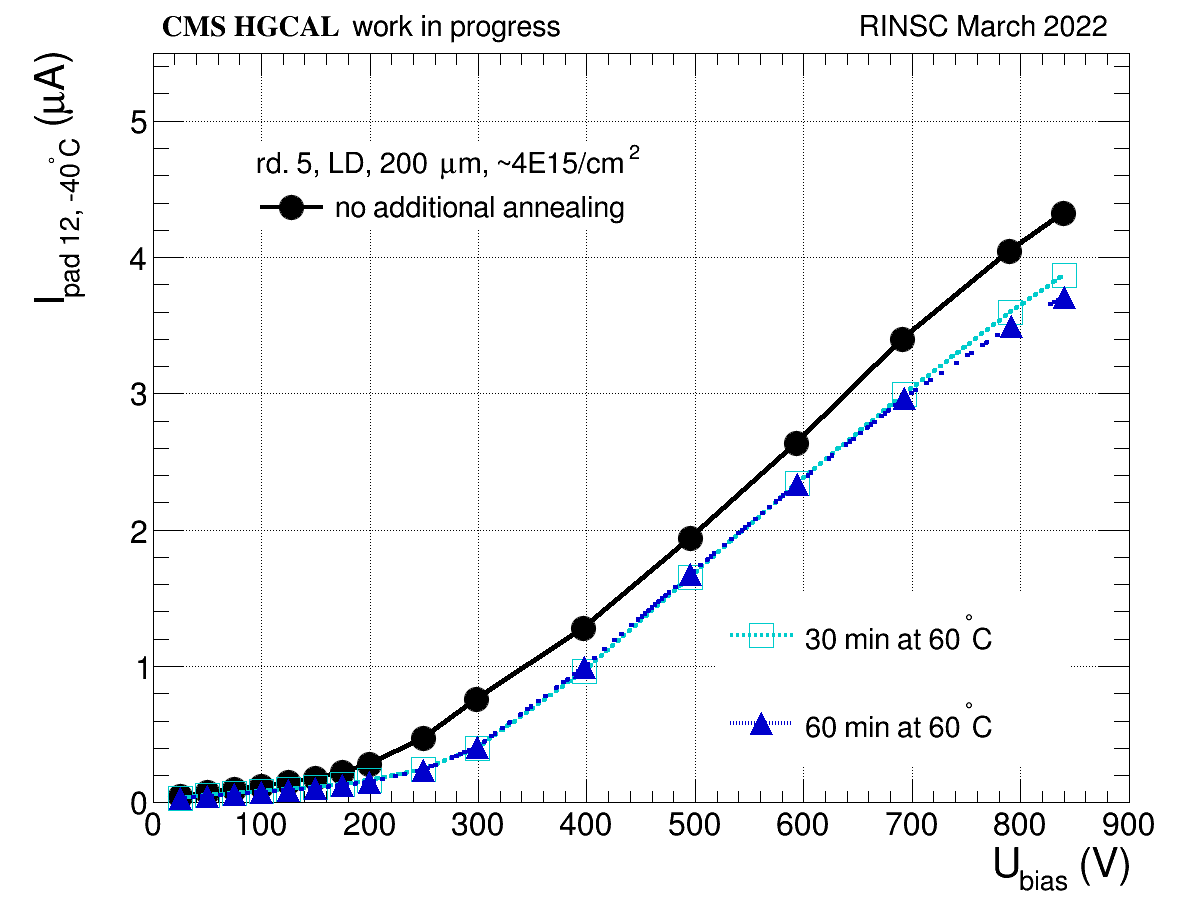 CMS HGCAL work in progress RINSC March 2022
I_pad 12, -40°C (μA)
5
rd. 5, LD, 200 μm, ~4E15/cm²
no additional annealing
4
3
2
30 min at 60°C
1
60 min at 60°C
0
0 100 200 300 400 500 600 700 800 900
U_bias (V)